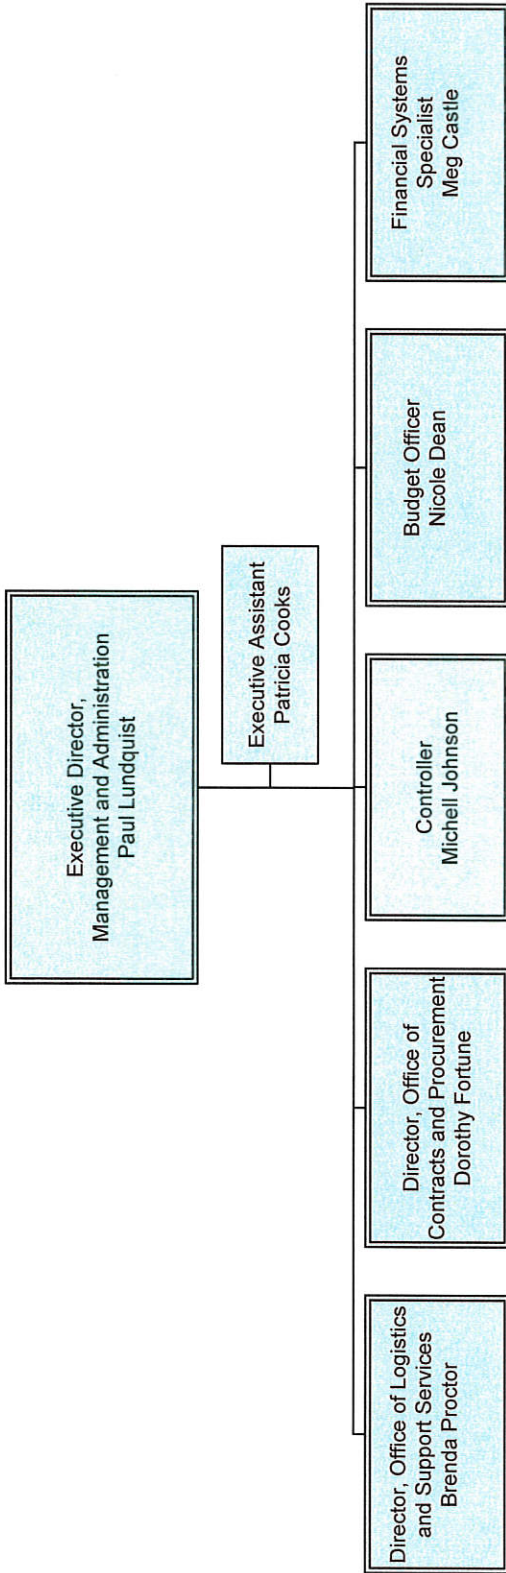 Executive Director,
Management and Administration
Paul Lundquist
Executive Assistant
Patricia Cooks
Director, Office of Logistics
and Support Services
Brenda Proctor
Director, Office of
Contracts and Procurement
Dorothy Fortune
Controller
Michell Johnson
Budget Officer
Nicole Dean
Financial Systems
Specialist
Meg Castle